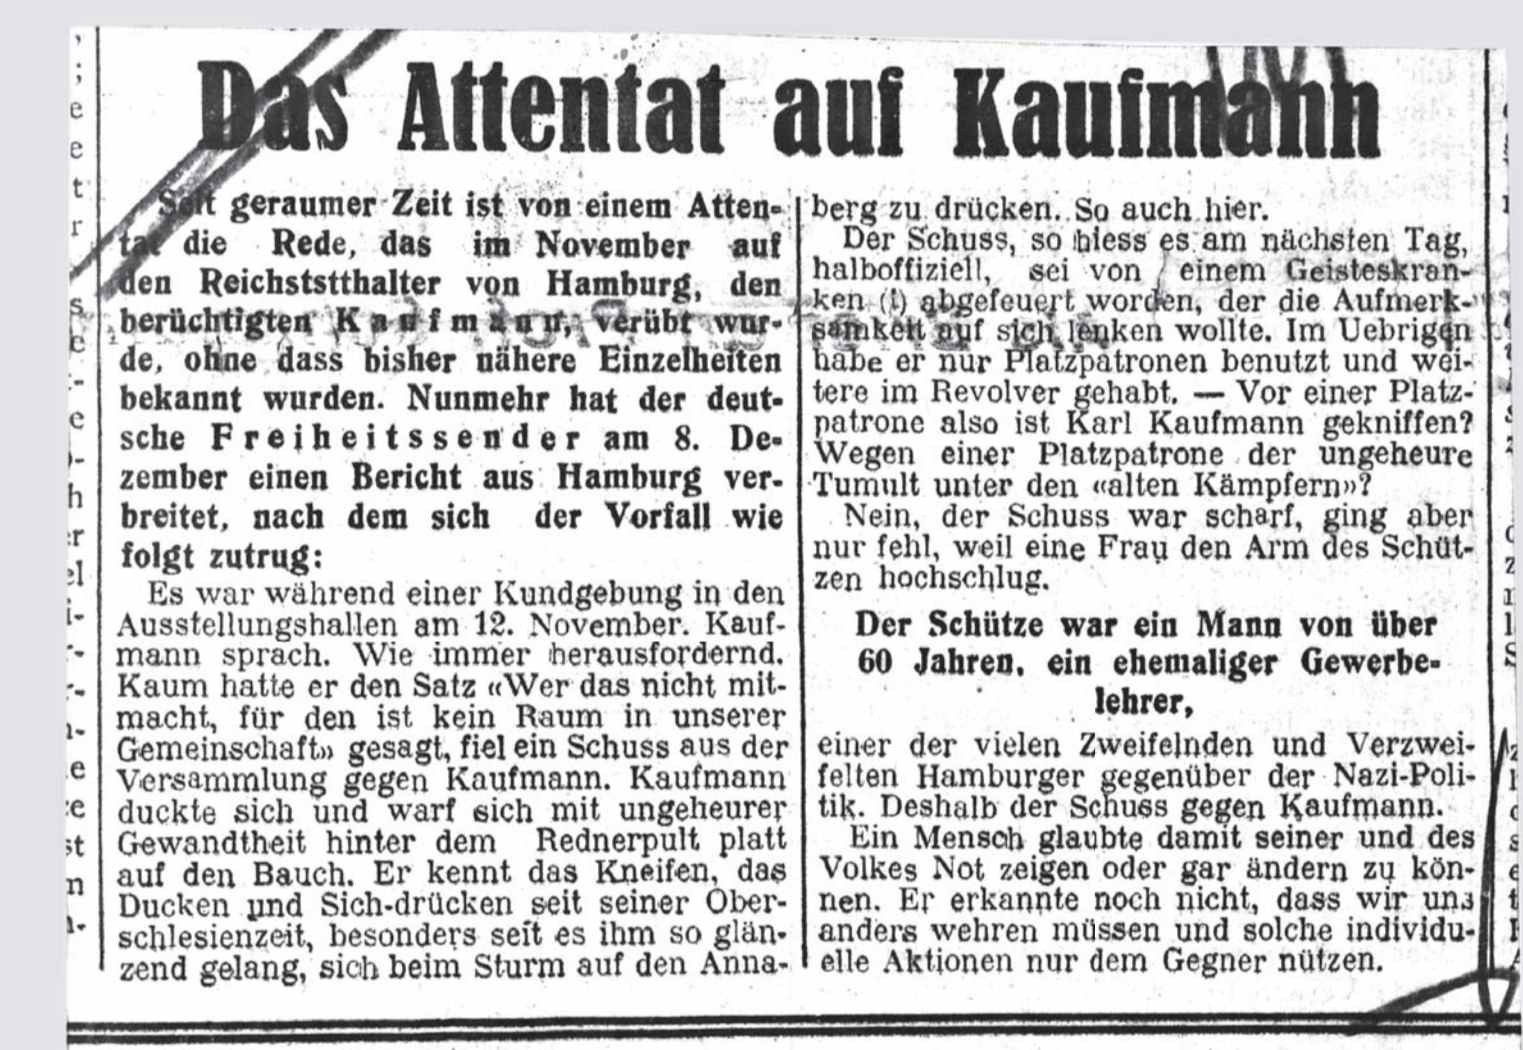 Das Attentat auf Kaufmann
Seit geraumer Zeit ist von einem Atten-
tat die Rede, das im November auf
den Reichststthalter von Hamburg, den
berüchtigten Kaufmann, verübt wur-
de, ohne dass bisher nähere Einzelheiten
bekannt wurden. Nunmehr hat der deut-
sche Freiheitssender am 8. De-
zember einen Bericht aus Hamburg ver-
breitet, nach dem sich der Vorfall wie
folgt zutrug:
Es war während einer Kundgebung in den
Ausstellungshallen am 12. November. Kauf-
mann sprach. Wie immer herausfordernd.
Kaum hatte er den Satz «Wer das nicht mit-
macht, für den ist kein Raum in unserer
Gemeinschaft» gesagt, fiel ein Schuss aus der
Versammlung gegen Kaufmann. Kaufmann
duckte sich und warf sich mit ungeheurer
Gewandtheit hinter dem Rednerpult platt
auf den Bauch. Er kennt das Kneifen, das
Ducken und Sich-drücken seit seiner Ober-
schlesienzeit, besonders seit es ihm so glän-
zend gelang, sich beim Sturm auf den Anna-
berg zu drücken. So auch hier.
Der Schuss, so hiess es am nächsten Tag,
halboffiziell, sei von einem Geisteskran-
ken (!) abgefeuert worden, der die Aufmerk-
samkeit auf sich lenken wollte. Im Uebrigen
habe er nur Platzpatronen benutzt und wei-
tere im Revolver gehabt. — Vor einer Platz-
patrone also ist Karl Kaufmann gekniffen?
Wegen einer Platzpatrone der ungeheure
Tumult unter den «alten Kämpfern»?
Nein, der Schuss war scharf, ging aber
nur fehl, weil eine Frau den Arm des Schüt-
zen hochschlug.
Der Schütze war ein Mann von über
60 Jahren, ein ehemaliger Gewerbe-
lehrer,
einer der vielen Zweifelnden und Verzwei-
felten Hamburger gegenüber der Nazi-Poli-
tik. Deshalb der Schuss gegen Kaufmann.
Ein Mensch glaubte damit seiner und des
Volkes Not zeigen oder gar ändern zu kön-
nen. Er erkannte noch nicht, dass wir uns
anders wehren müssen und solche individu-
elle Aktionen nur dem Gegner nützen.